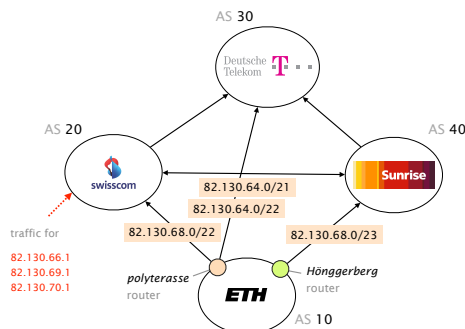 AS 30
Deutsche
Telekom
T
AS 20
AS 40
swisscom
Sunrise
82.130.64.0/21
82.130.64.0/22
82.130.68.0/22
82.130.68.0/23
traffic for
82.130.66.1
82.130.69.1
82.130.70.1
polyterasse
router
Hönggerberg
router
ETH
AS 10